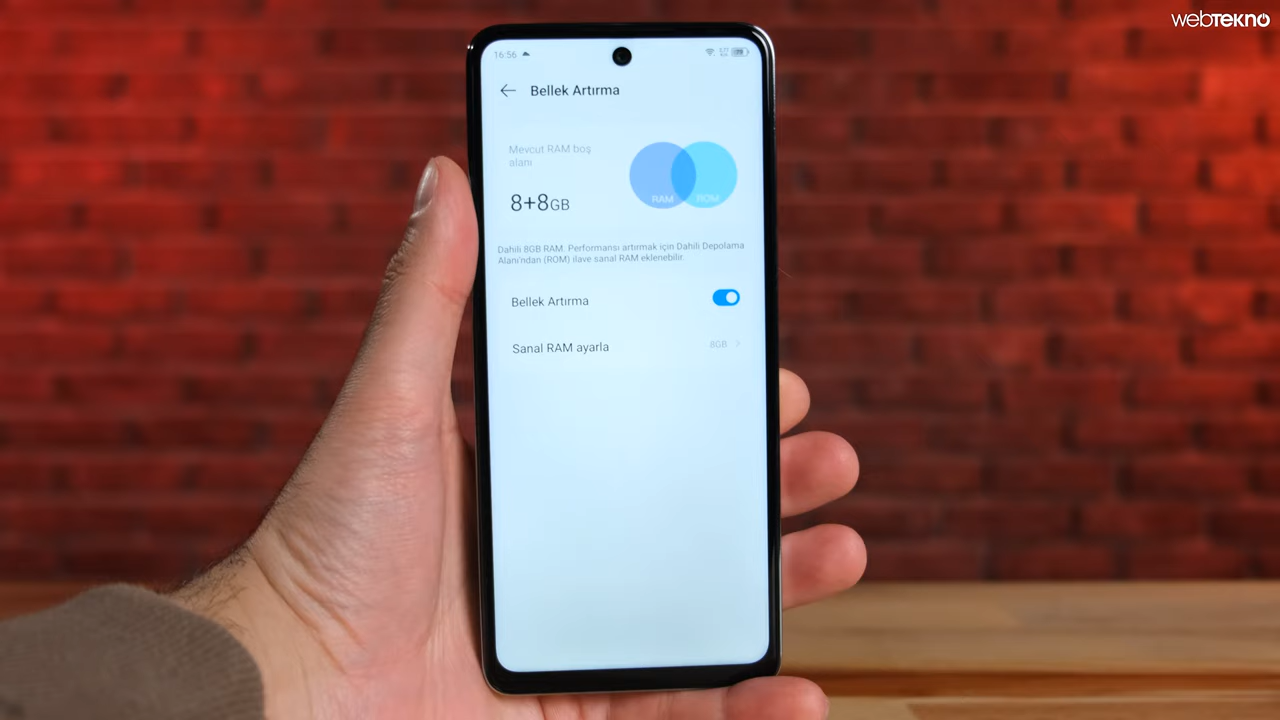 webtekno
16:56
Bellek Artırma
Mevcut RAM boş
alanı
8+8GB
RAM
ROM
Dahili 8GB RAM. Performansı artırmak için Dahili Depolama
Alanı'ndan (ROM) ilave sanal RAM eklenebilir.
Bellek Artırma
Sanal RAM ayarla
8GB